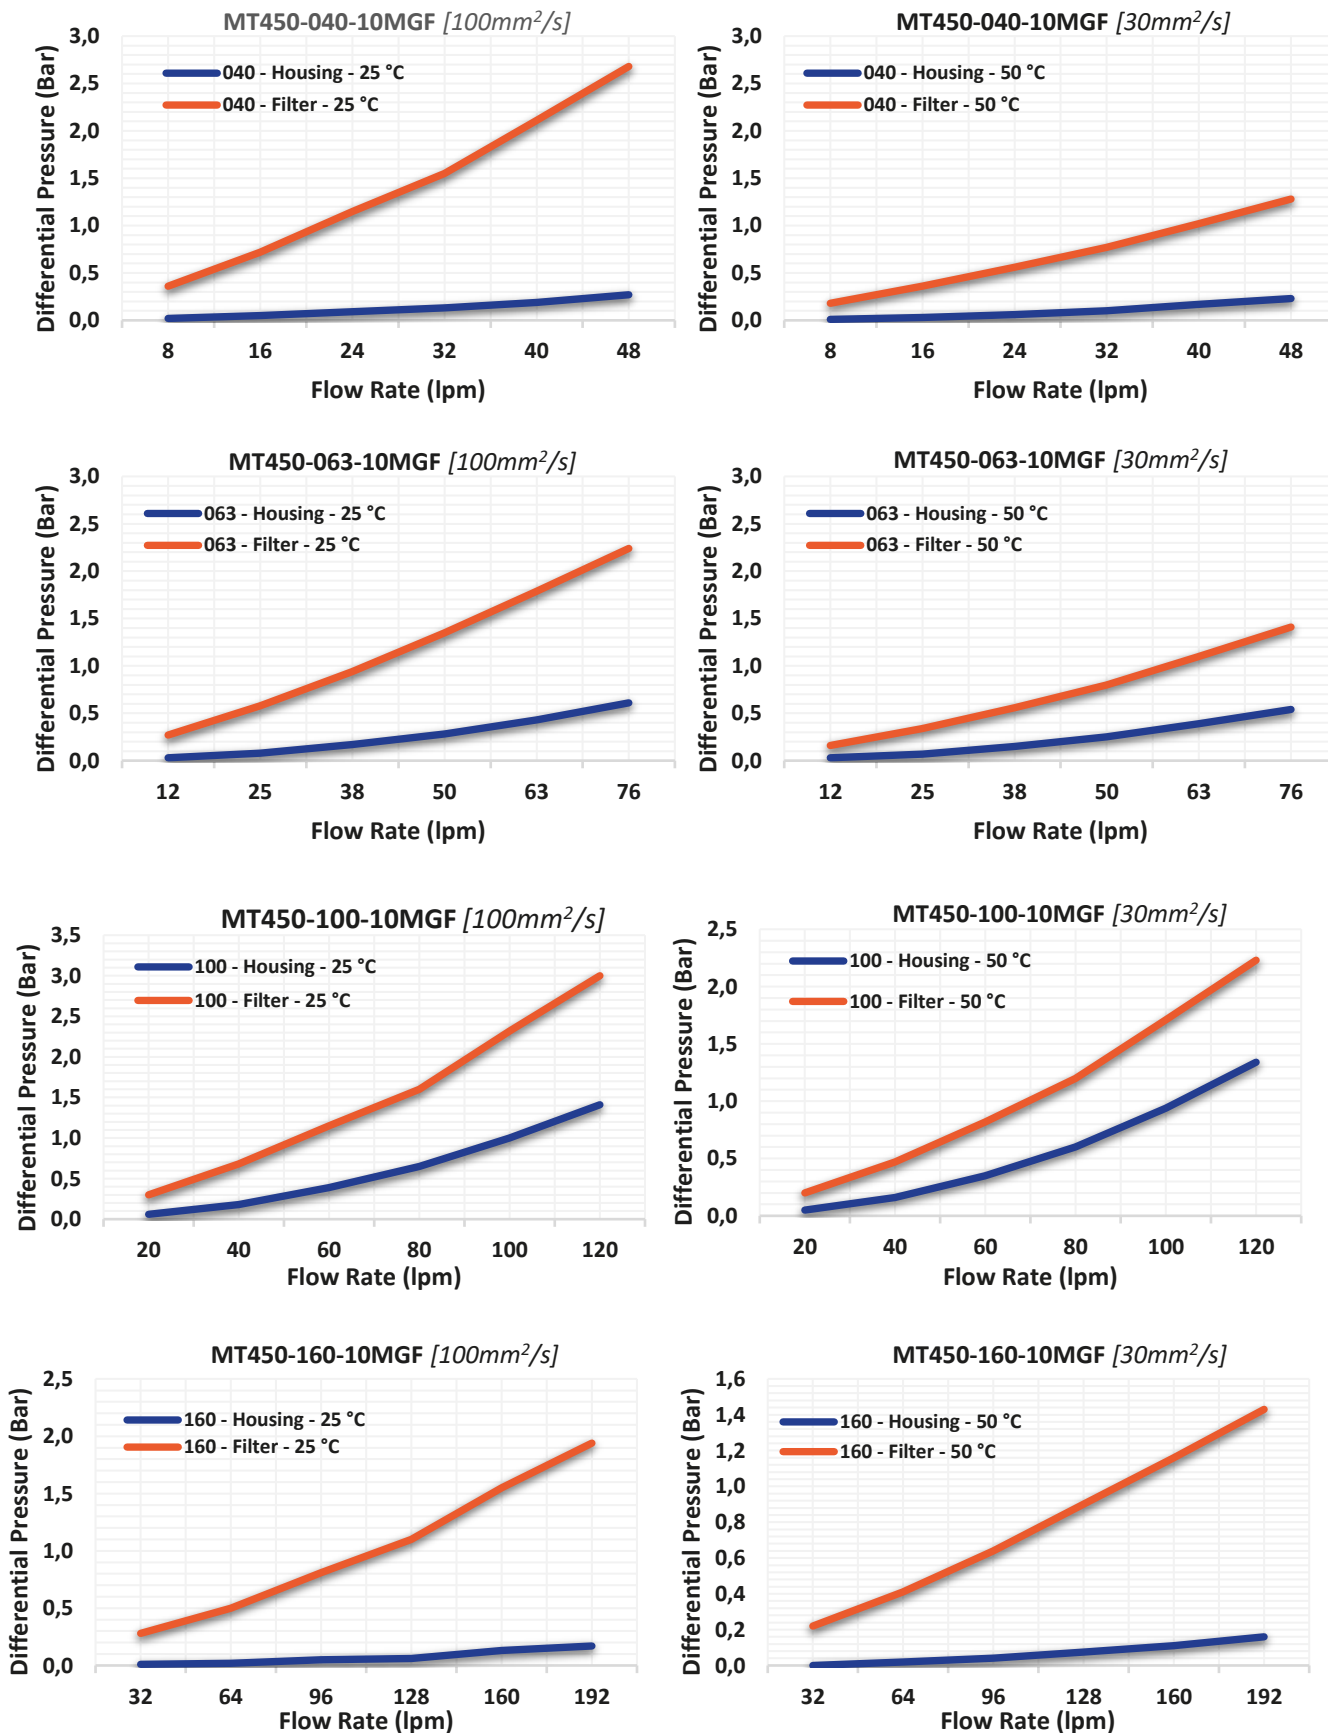 MT450-040-10MGF [100mm²/s]
3,0
2,5
2,0
1,5
1,0
0,5
0,0
Differential Pressure (Bar)
040 - Housing - 25 °C
040 - Filter - 25 °C
8 16 24 32 40 48
Flow Rate (lpm)
MT450-040-10MGF [30mm²/s]
3,0
2,5
2,0
1,5
1,0
0,5
0,0
Differential Pressure (Bar)
040 - Housing - 50 °C
040 - Filter - 50 °C
8 16 24 32 40 48
Flow Rate (lpm)
MT450-063-10MGF [100mm²/s]
3,0
2,5
2,0
1,5
1,0
0,5
0,0
Differential Pressure (Bar)
063 - Housing - 25 °C
063 - Filter - 25 °C
12 25 38 50 63 76
Flow Rate (lpm)
MT450-063-10MGF [30mm²/s]
3,0
2,5
2,0
1,5
1,0
0,5
0,0
Differential Pressure (Bar)
063 - Housing - 50 °C
063 - Filter - 50 °C
12 25 38 50 63 76
Flow Rate (lpm)
MT450-100-10MGF [100mm²/s]
3,5
3,0
2,5
2,0
1,5
1,0
0,5
0,0
Differential Pressure (Bar)
100 - Housing - 25 °C
100 - Filter - 25 °C
20 40 60 80 100 120
Flow Rate (lpm)
MT450-100-10MGF [30mm²/s]
2,5
2,0
1,5
1,0
0,5
0,0
Differential Pressure (Bar)
100 - Housing - 50 °C
100 - Filter - 50 °C
20 40 60 80 100 120
Flow Rate (lpm)
MT450-160-10MGF [100mm²/s]
2,5
2,0
1,5
1,0
0,5
0,0
Differential Pressure (Bar)
160 - Housing - 25 °C
160 - Filter - 25 °C
32 64 96 128 160 192
Flow Rate (lpm)
MT450-160-10MGF [30mm²/s]
1,6
1,4
1,2
1,0
0,8
0,6
0,4
0,2
0,0
Differential Pressure (Bar)
160 - Housing - 50 °C
160 - Filter - 50 °C
32 64 96 128 160 192
Flow Rate (lpm)